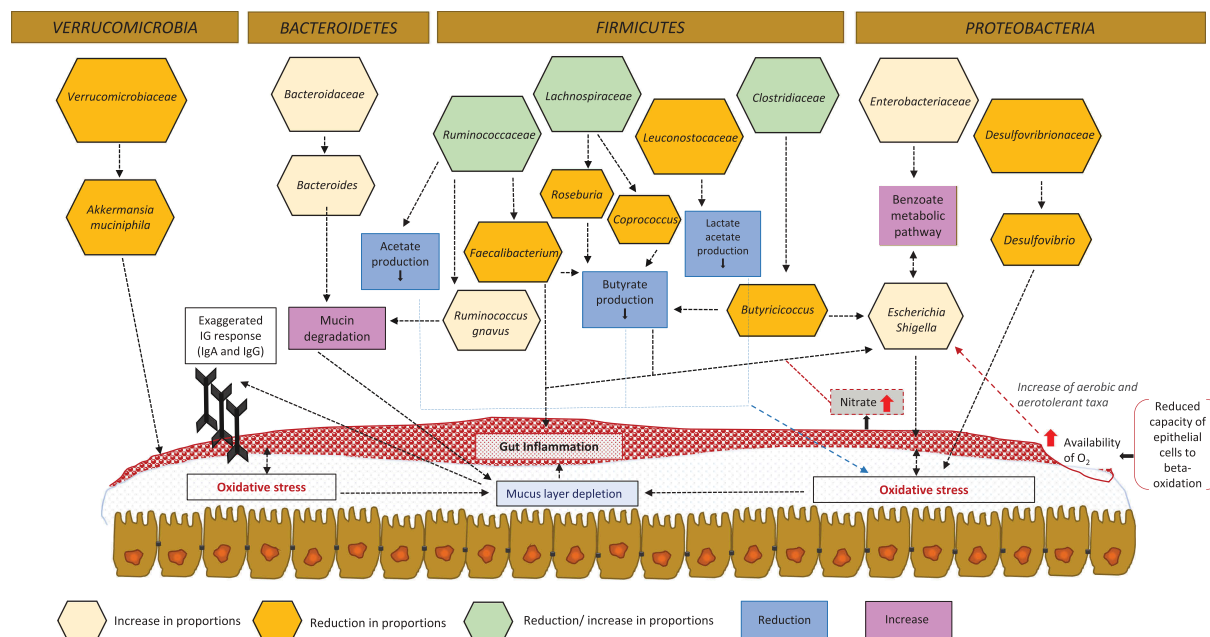 VERRUCOMICROBIA
BACTEROIDETES
FIRMICUTES
PROTEOBACTERIA
Verrucomicrobiaceae
Bacteroidaceae
Ruminococcaceae
Lachnospiraceae
Leuconostocaceae
Clostridiaceae
Enterobacteriaceae
Desulfovibrionaceae
Akkermansia
muciniphila
Bacteroides
Roseburia
Coprococcus
Faecalibacterium
Acetate
production
Lactate
acetate
production
Benzoate
metabolic
pathway
Desulfovibrio
Butyrate
production
Butyricicoccus
Escherichia
Shigella
Ruminococcus
gnavus
Mucin
degradation
Exaggerated
IG response
(IgA and IgG)
Nitrate
Increase of aerobic and
aerotolerant taxa
Availability
of O2
Reduced
capacity of
epithelial
cells to
beta-
oxidation
Gut Inflammation
Oxidative stress
Mucus layer depletion
Oxidative stress
Increase in proportions
Reduction in proportions
Reduction/ increase in proportions
Reduction
Increase